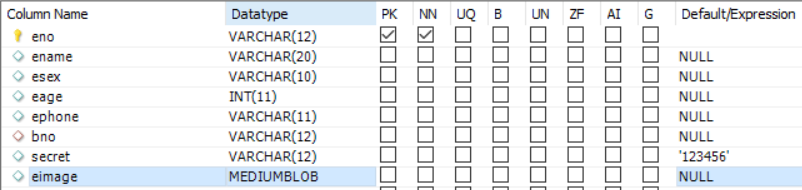 Column Name Datatype PK NN UQ B UN ZF AI G Default/Expression
eno VARCHAR(12)
ename VARCHAR(20) NULL
esex VARCHAR(10) NULL
eage INT(11) NULL
ephone VARCHAR(11) NULL
bno VARCHAR(12) NULL
secret VARCHAR(12) '123456'
eimage MEDIUMBLOB NULL